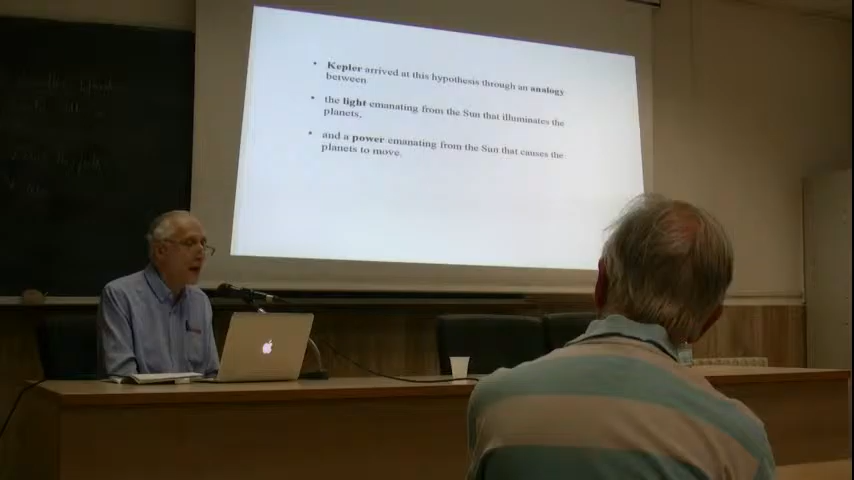 Kepler arrived at this hypothesis through an analogy
between
the light emanating from the Sun that illuminates the
planets,
and a power emanating from the Sun that causes the
planets to move.